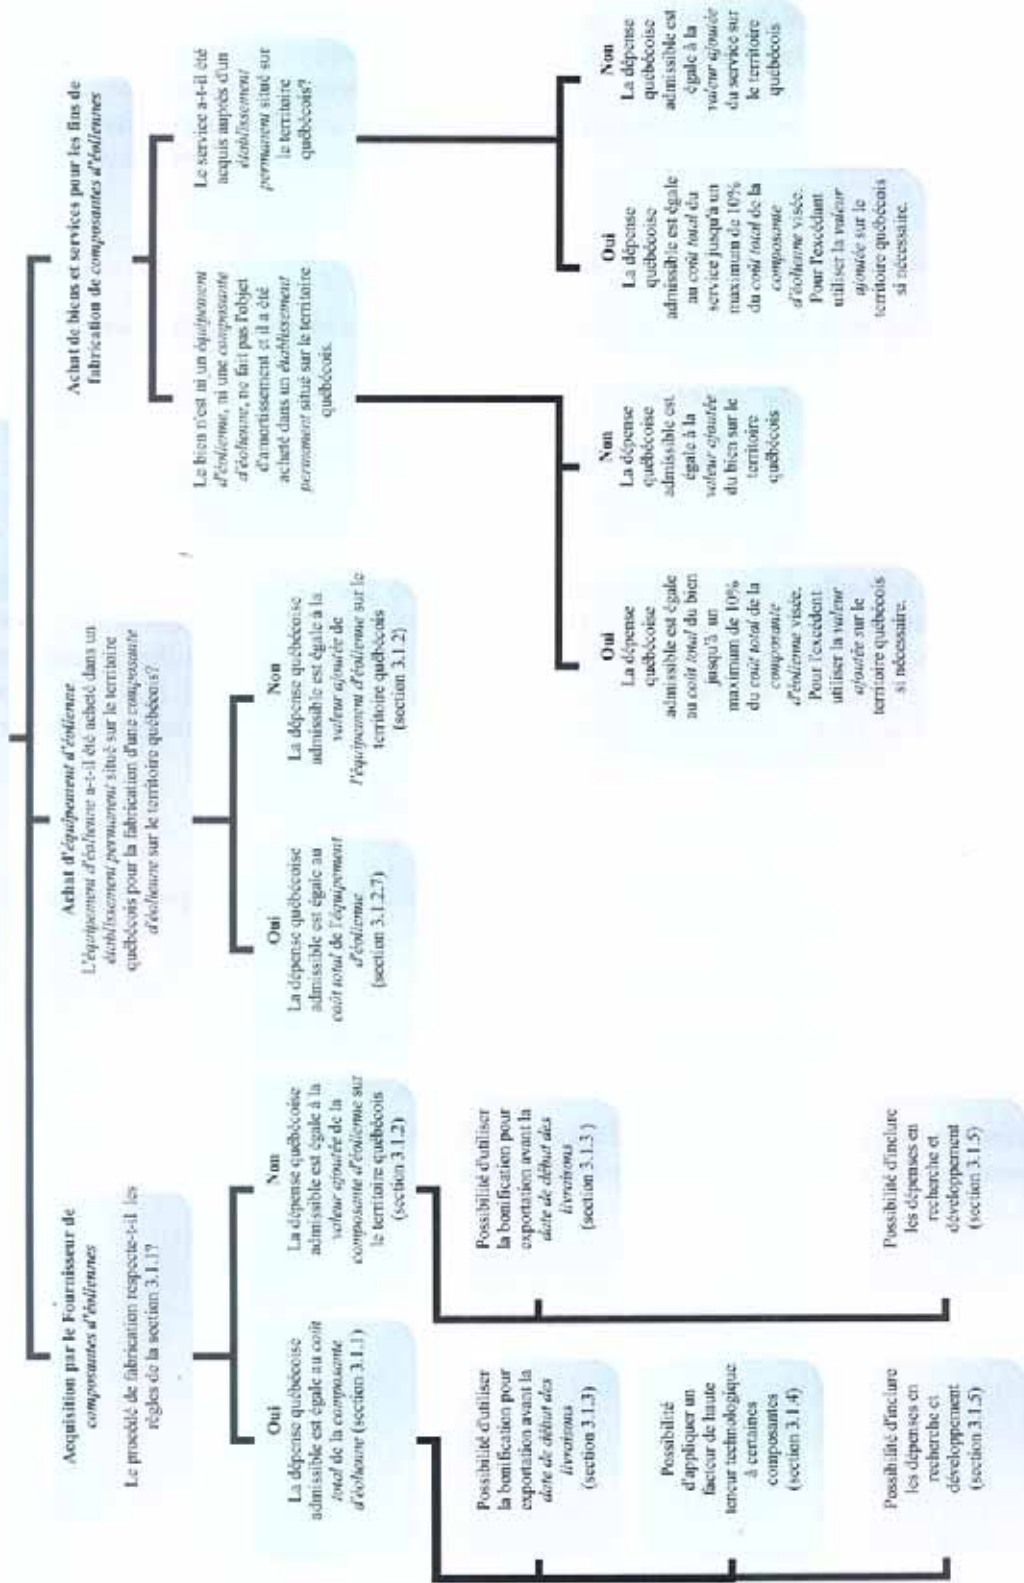 Acquisition par le Fournisseur de
composantes d'éoliennes
Le procédé de fabrication respecte-t-il les
règles de la section 3.1.1?
Oui
La dépense québécoise
admissible est égale au coût
total de la composante
d'éolienne (section 3.1.1)
Possibilité d'utiliser
la bonification pour
exportation avant la
date de début des
livraisons
(section 3.1.3)
Possibilité
d'appliquer un
facteur de haute
teneur technologique
à certaines
composantes
(section 3.1.4)
Possibilité d'inclure
les dépenses en
recherche et
développement
(section 3.1.5)
Non
La dépense québécoise
admissible est égale à la
valeur ajoutée de la
composante d'éolienne sur
le territoire québécois
(section 3.1.2)
Possibilité d'utiliser
la bonification pour
exportation avant la
date de début des
livraisons
(section 3.1.3 )
Possibilité d'inclure
les dépenses en
recherche et
développement
(section 3.1.5)
Achat d'équipement d'éolienne
L'équipement d'éolienne a-t-il été acheté dans un
établissement permanent situé sur le territoire
québécois pour la fabrication d'une composante
d'éolienne sur le territoire québécois?
Oui
La dépense québécoise
admissible est égale au
coût total de l'équipement
d'éolienne
(section 3.1.2.7)
Non
La dépense québécoise
admissible est égale à la
valeur ajoutée de
l'équipement d'éolienne sur le
territoire québécois
(section 3.1.2)
Achat de biens et services pour les fins de
fabrication de composantes d'éoliennes
Le bien n'est ni un équipement
d'éolienne, ni une composante
d'éolienne, ne fait pas l'objet
d'amortissement et il a été
acheté dans un établissement
permanent situé sur le territoire
québécois.
Oui
La dépense
québécoise
admissible est égale
au coût total du bien
jusqu'à un
maximum de 10%
du coût total de la
composante
d'éolienne visée.
Pour l'excédent
utiliser la valeur
ajoutée sur le
territoire québécois
si nécessaire.
Non
La dépense
québécoise
admissible est
égale à la
valeur ajoutée
du bien sur le
territoire
québécois
Le service a-t-il été
acquis auprès d'un
établissement
permanent situé sur
le territoire
québécois?
Oui
La dépense
québécoise
admissible est égale
au coût total du
service jusqu'à un
maximum de 10%
du coût total de la
composante
d'éolienne visée.
Pour l'excédant
utiliser la valeur
ajoutée sur le
territoire québécois
si nécessaire.
Non
La dépense
québécoise
admissible est
égale à la
valeur ajoutée
du service sur
le territoire
québécois